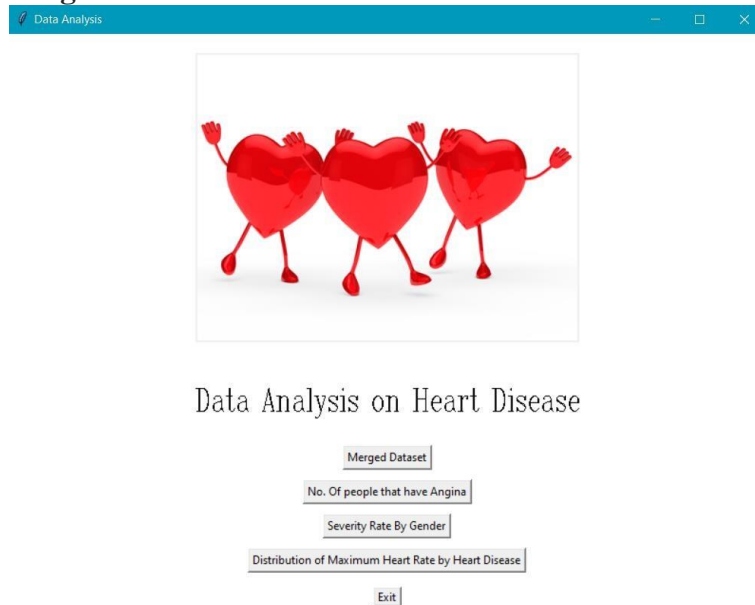 Data Analysis
Data Analysis on Heart Disease
Merged Dataset
No. Of people that have Angina
Severity Rate By Gender
Distribution of Maximum Heart Rate by Heart Disease
Exit